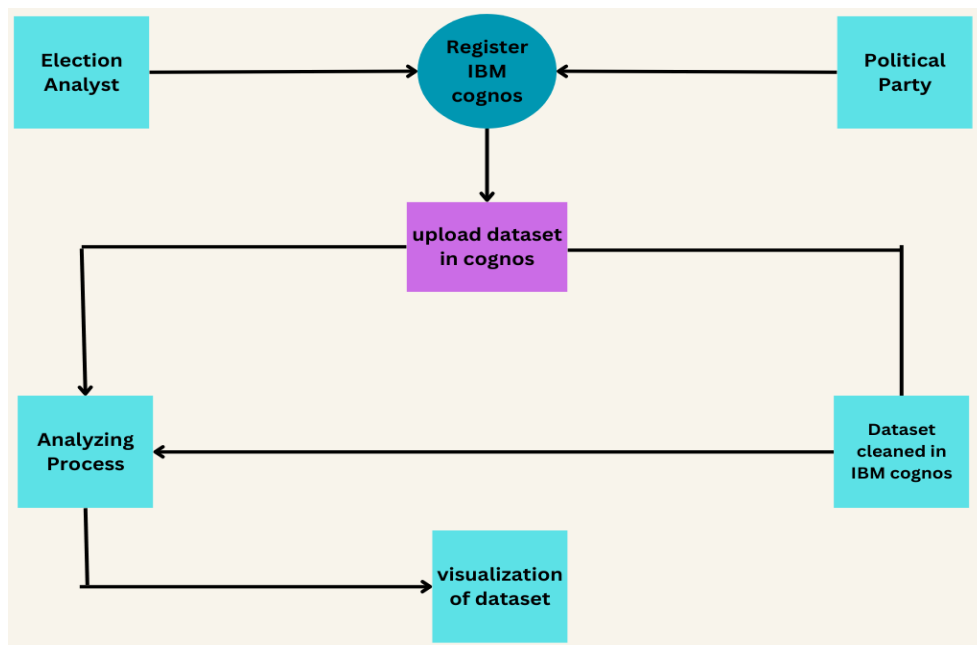 Election
Analyst
Register
IBM
cognos
Political
Party
upload dataset
in cognos
Analyzing
Process
Dataset
cleaned in
IBM cognos
visualization
of dataset